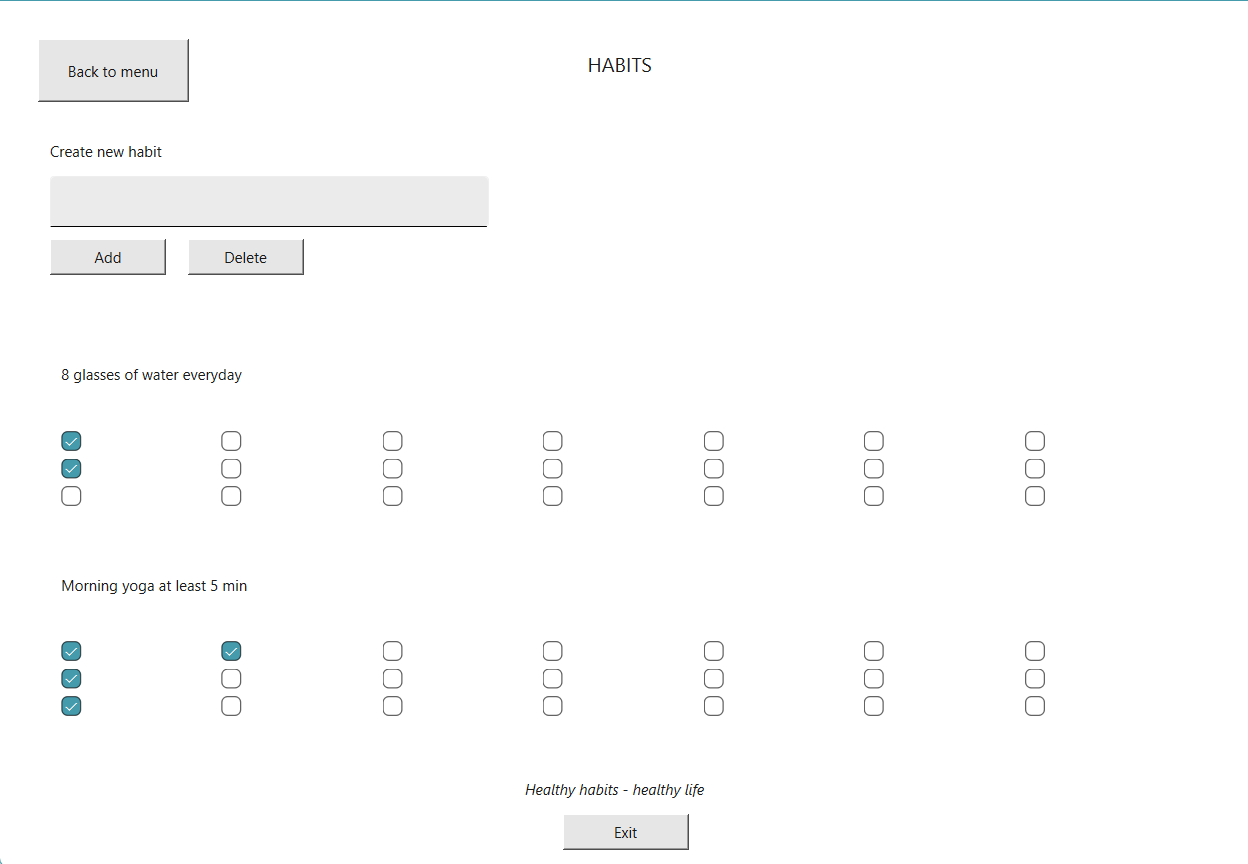 Back to menu
HABITS
Create new habit
Add
Delete
8 glasses of water everyday
Morning yoga at least 5 min
Healthy habits - healthy life
Exit